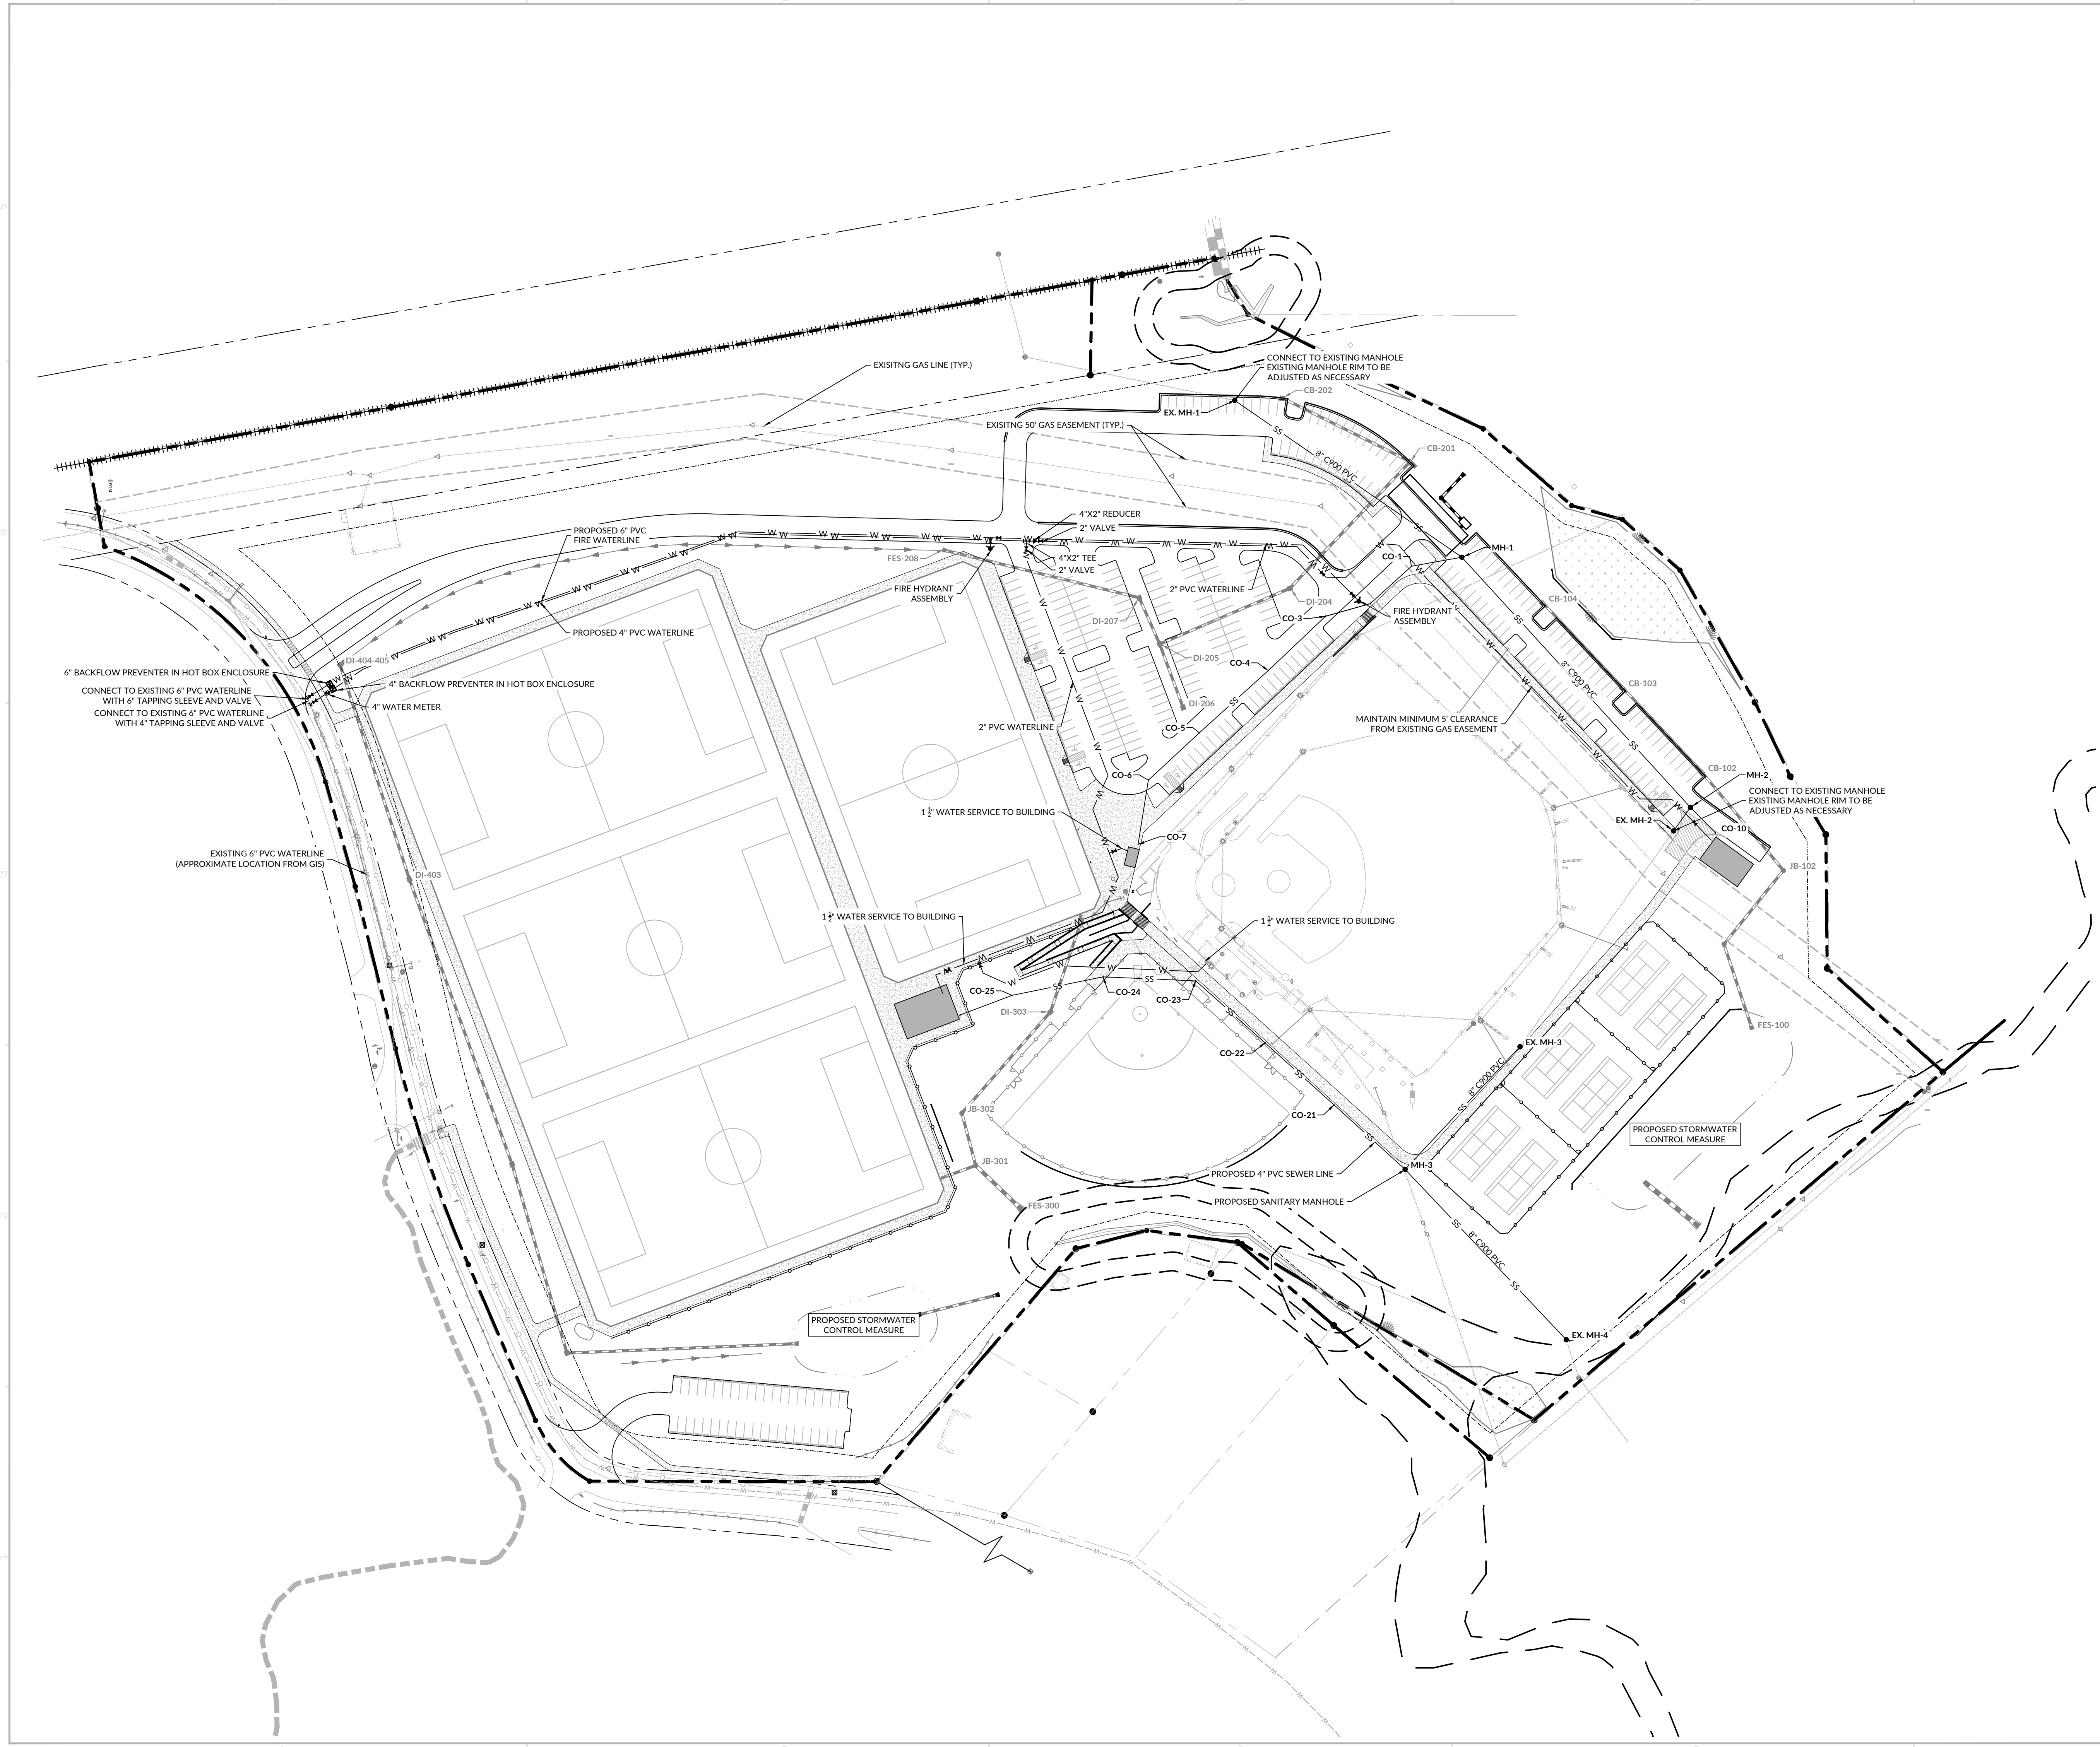 CONNECT TO EXISTING MANHOLE
EXISTING MANHOLE RIM TO BE
ADJUSTED AS NECESSARY
EXISITNG GAS LINE (TYP.)
CB-202
EX. MH-1
EXISITNG 50' GAS EASEMENT (TYP.)
SS
CB-201
8" C900 PVC
4"X2" REDUCER
2" VALVE
PROPOSED 6" PVC
FIRE WATERLINE
FES-208
4"X2" TEE
2" VALVE
CO-1
MH-1
FIRE HYDRANT
ASSEMBLY
2" PVC WATERLINE
DI-204
CB-104
FIRE HYDRANT
ASSEMBLY
DI-207
CO-3
PROPOSED 4" PVC WATERLINE
DI-404-405
DI-205
CO-4
6" BACKFLOW PREVENTER IN HOT BOX ENCLOSURE
4" BACKFLOW PREVENTER IN HOT BOX ENCLOSURE
CONNECT TO EXISTING 6" PVC WATERLINE
WITH 6" TAPPING SLEEVE AND VALVE
4" WATER METER
CONNECT TO EXISTING 6" PVC WATERLINE
WITH 4" TAPPING SLEEVE AND VALVE
8" C900 PVC
CB-103
DI-206
2" PVC WATERLINE
CO-5
MAINTAIN MINIMUM 5' CLEARANCE
FROM EXISTING GAS EASEMENT
CO-6
CB-102
MH-2
CONNECT TO EXISTING MANHOLE
EXISTING MANHOLE RIM TO BE
ADJUSTED AS NECESSARY
1 ½" WATER SERVICE TO BUILDING
EX. MH-2
CO-10
CO-7
EXISTING 6" PVC WATERLINE
(APPROXIMATE LOCATION FROM GIS)
DI-403
JB-102
1 ½" WATER SERVICE TO BUILDING
1 ½" WATER SERVICE TO BUILDING
CO-25
CO-24
CO-23
DI-303
FES-100
EX. MH-3
CO-22
8" C900 PVC
JB-302
CO-21
PROPOSED STORMWATER
CONTROL MEASURE
JB-301
MH-3
PROPOSED 4" PVC SEWER LINE
PROPOSED SANITARY MANHOLE
FES-300
8" C900 PVC
PROPOSED STORMWATER
CONTROL MEASURE
EX. MH-4